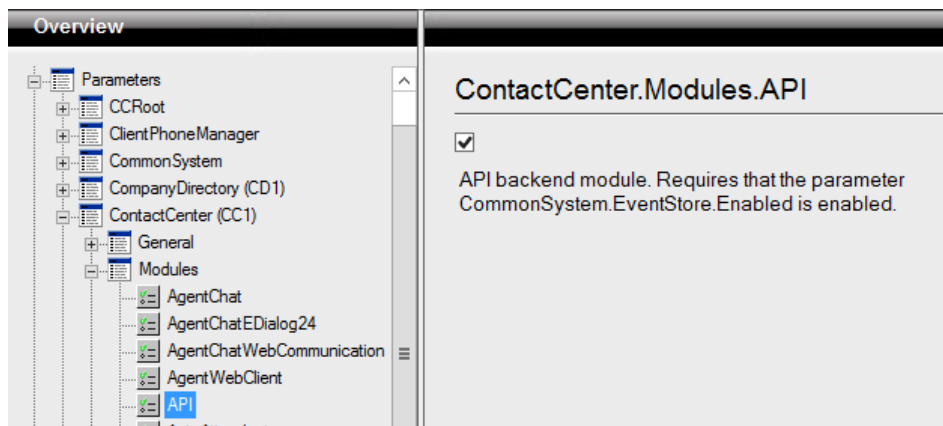 Overview
Parameters
CCRoot
ClientPhoneManager
CommonSystem
CompanyDirectory (CD1)
ContactCenter (CC1)
General
Modules
AgentChat
AgentChatEDialog24
AgentChatWebCommunication
AgentWebClient
API
ContactCenter.Modules.API
API backend module. Requires that the parameter
CommonSystem.EventStore.Enabled is enabled.